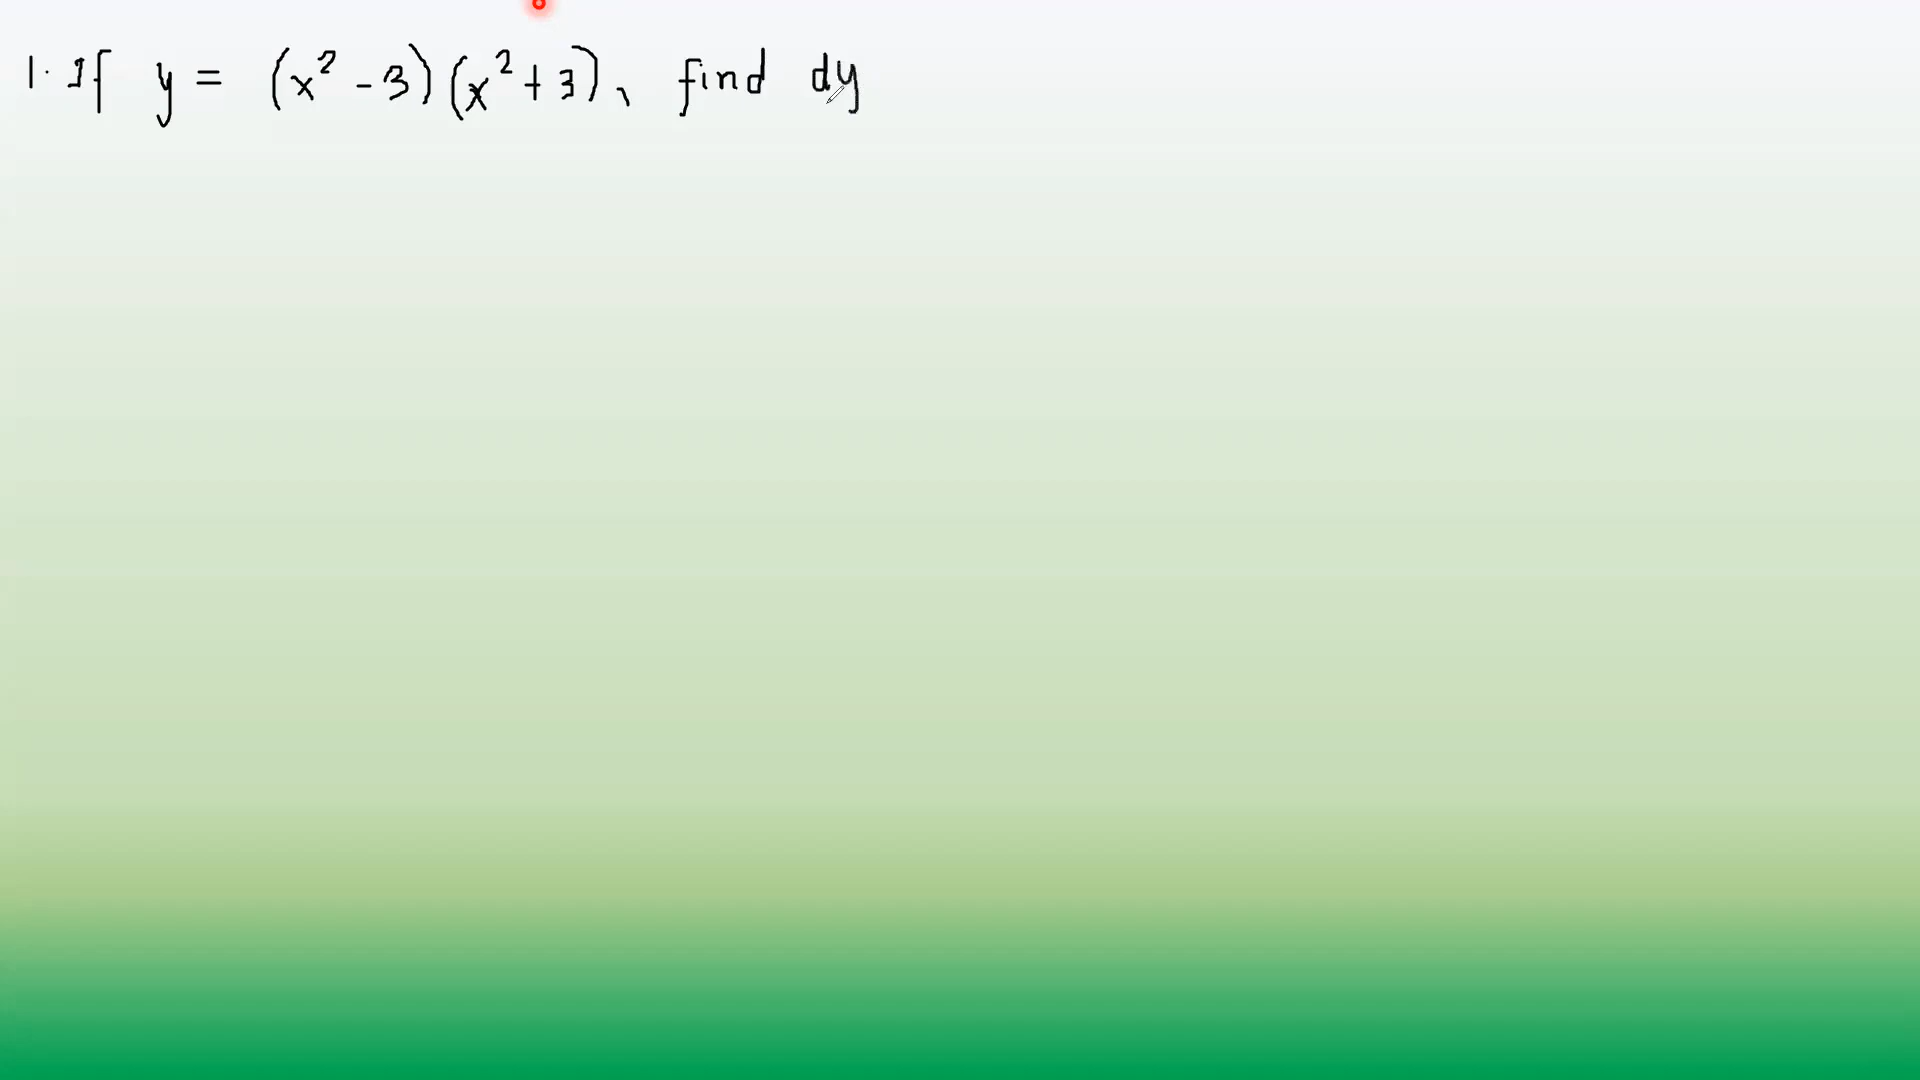 1. If y = (x² - 3)(x² + 3), find dy